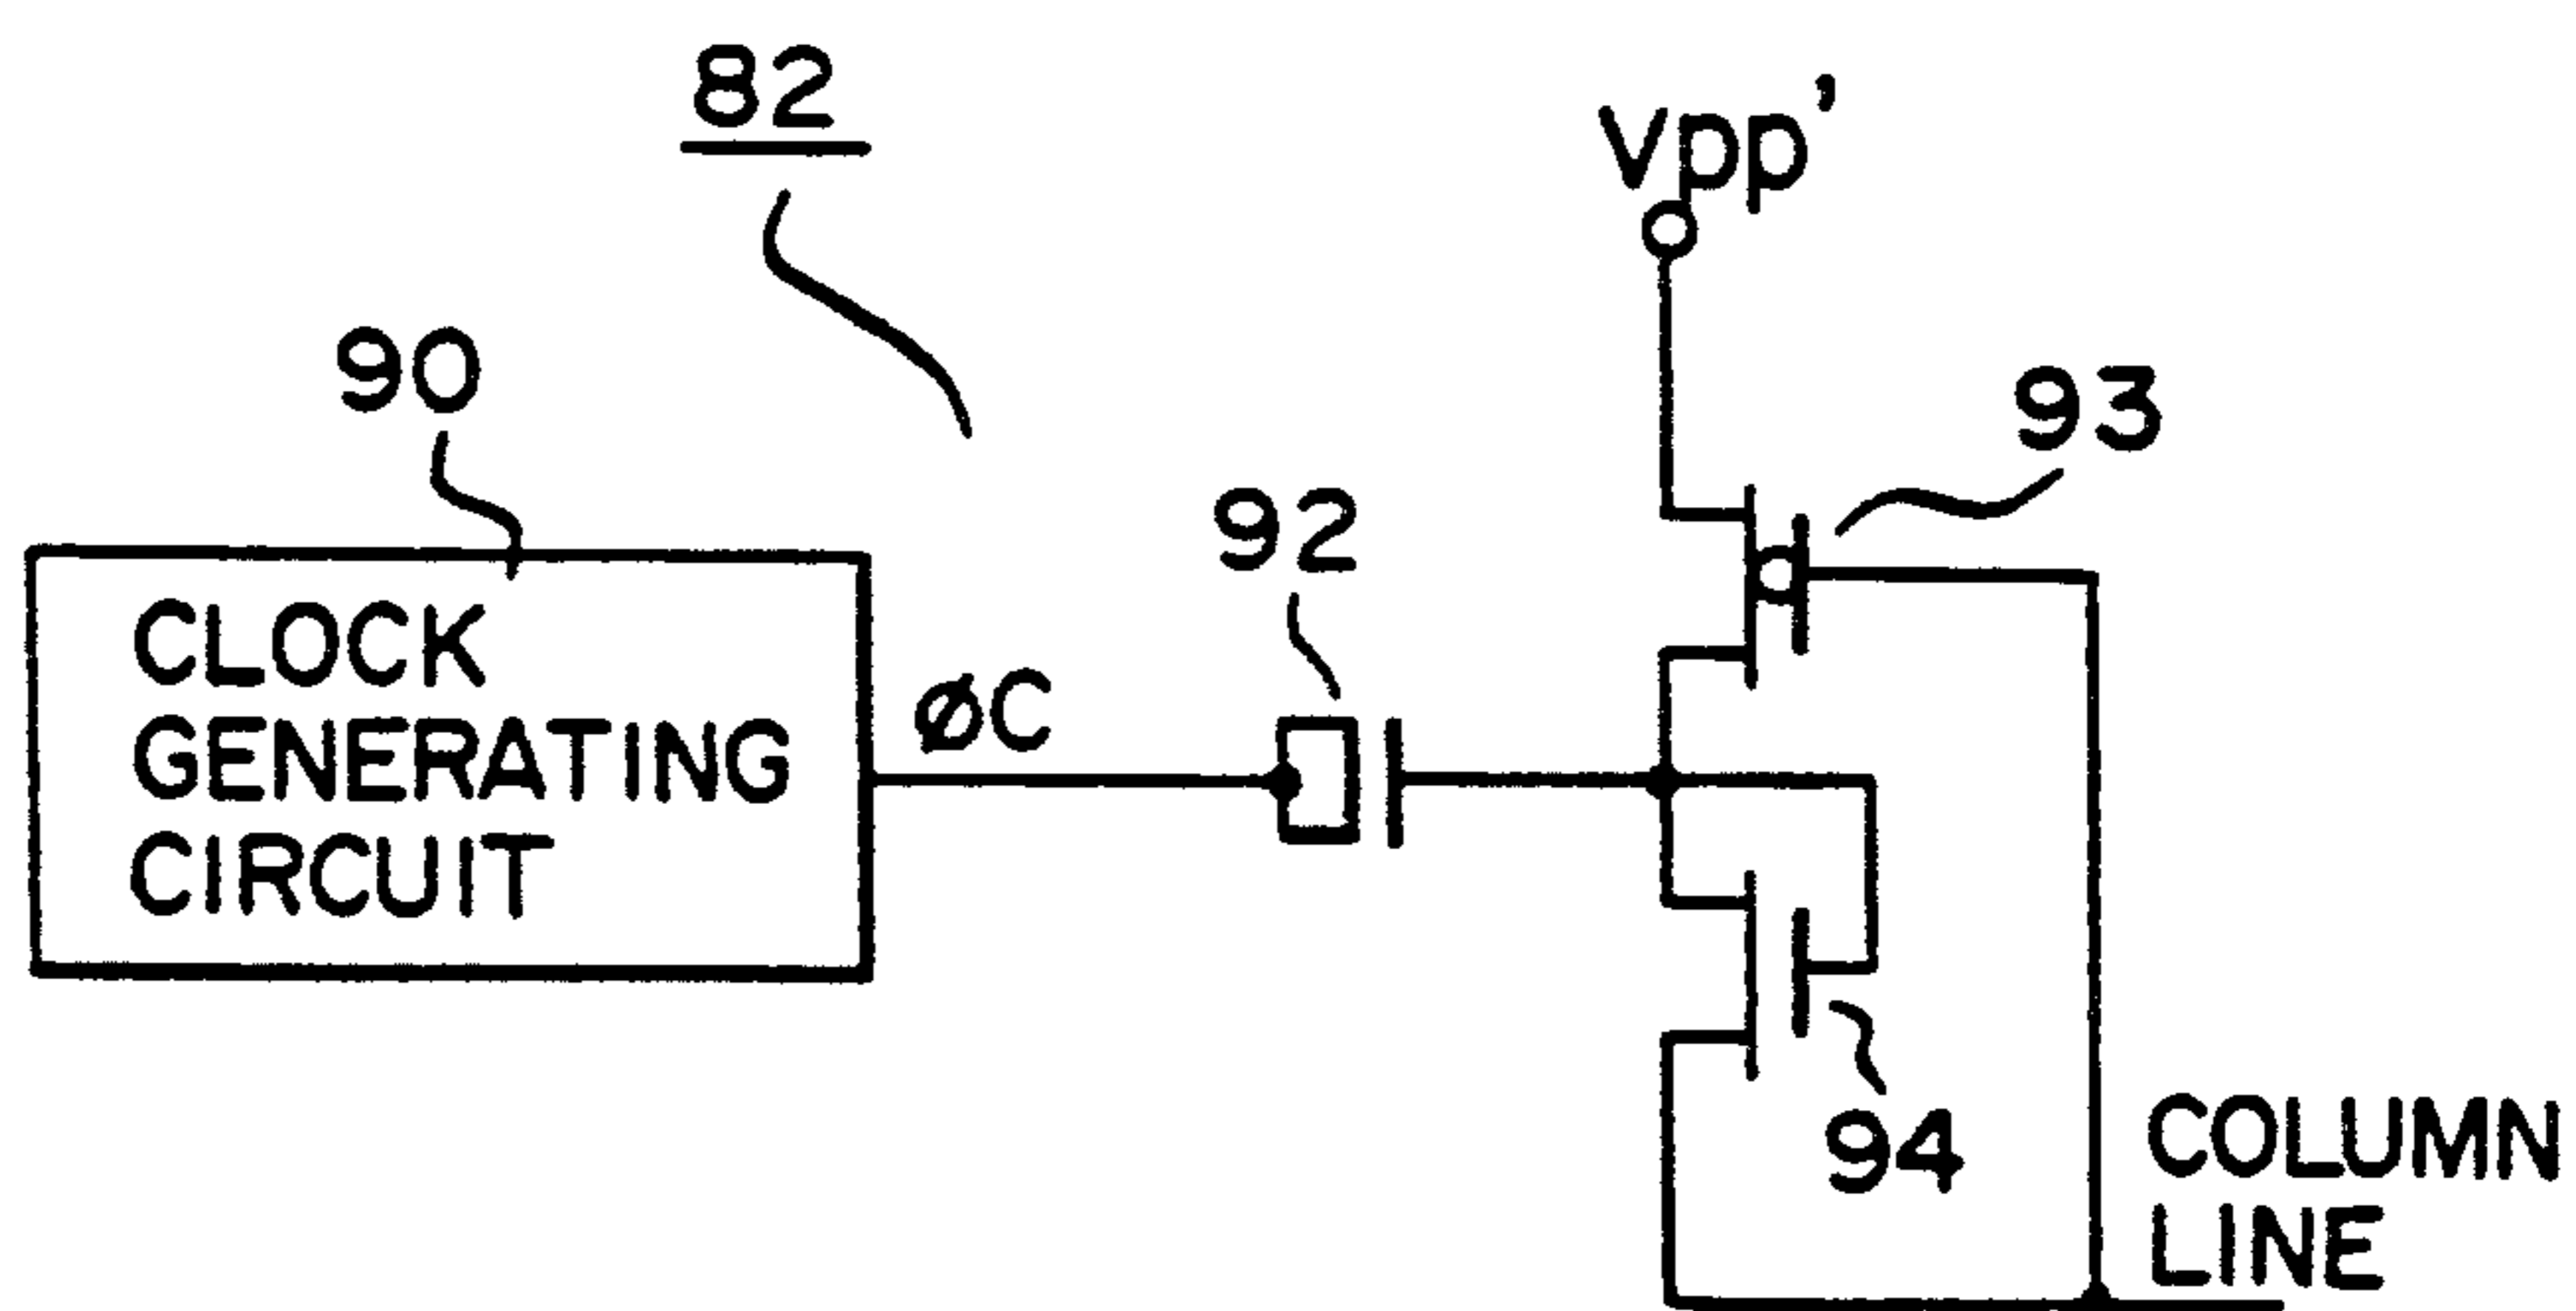 82
Vpp'
90
93
92
CLOCK
GENERATING
CIRCUIT
øC
94
COLUMN
LINE